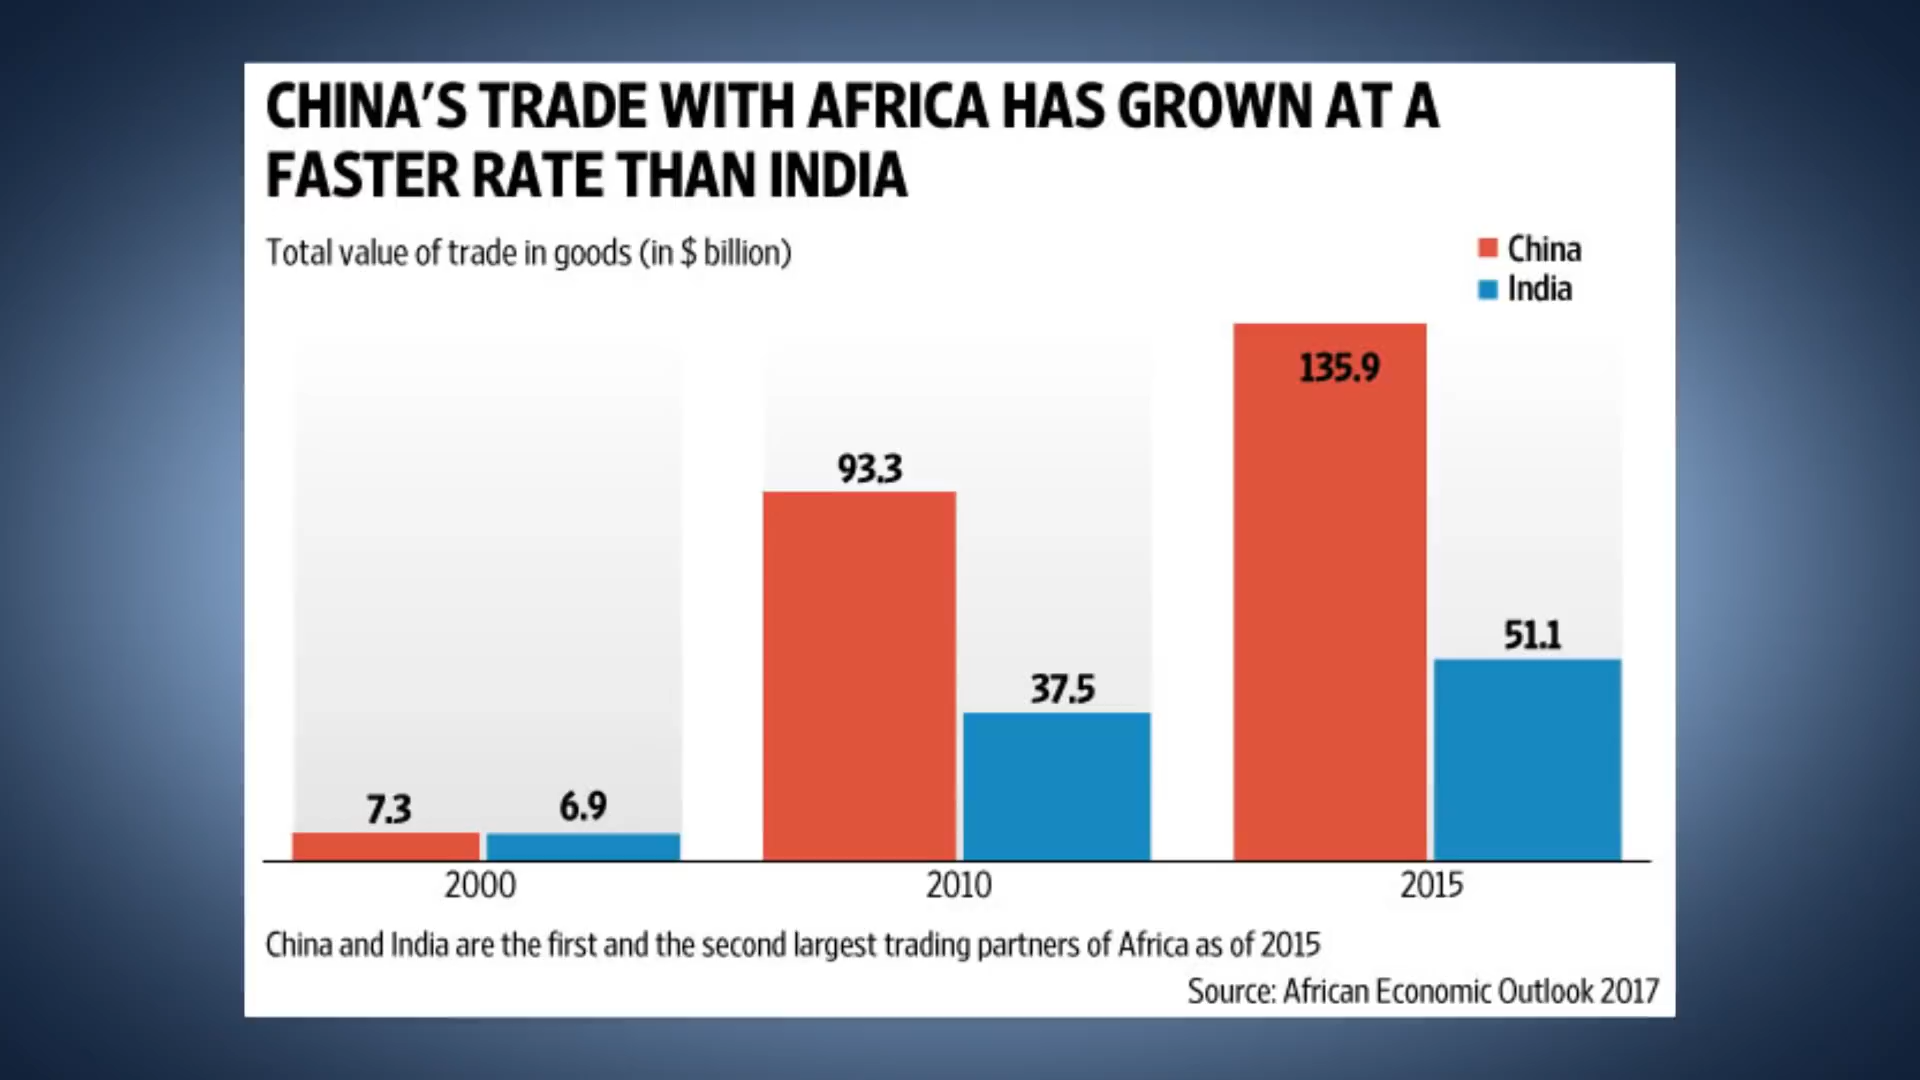 CHINA'S TRADE WITH AFRICA HAS GROWN AT A
FASTER RATE THAN INDIA
Total value of trade in goods (in $ billion)
China
India
135.9
93.3
51.1
37.5
7.3
6.9
2000
2010
2015
China and India are the first and the second largest trading partners of Africa as of 2015
Source: African Economic Outlook 2017